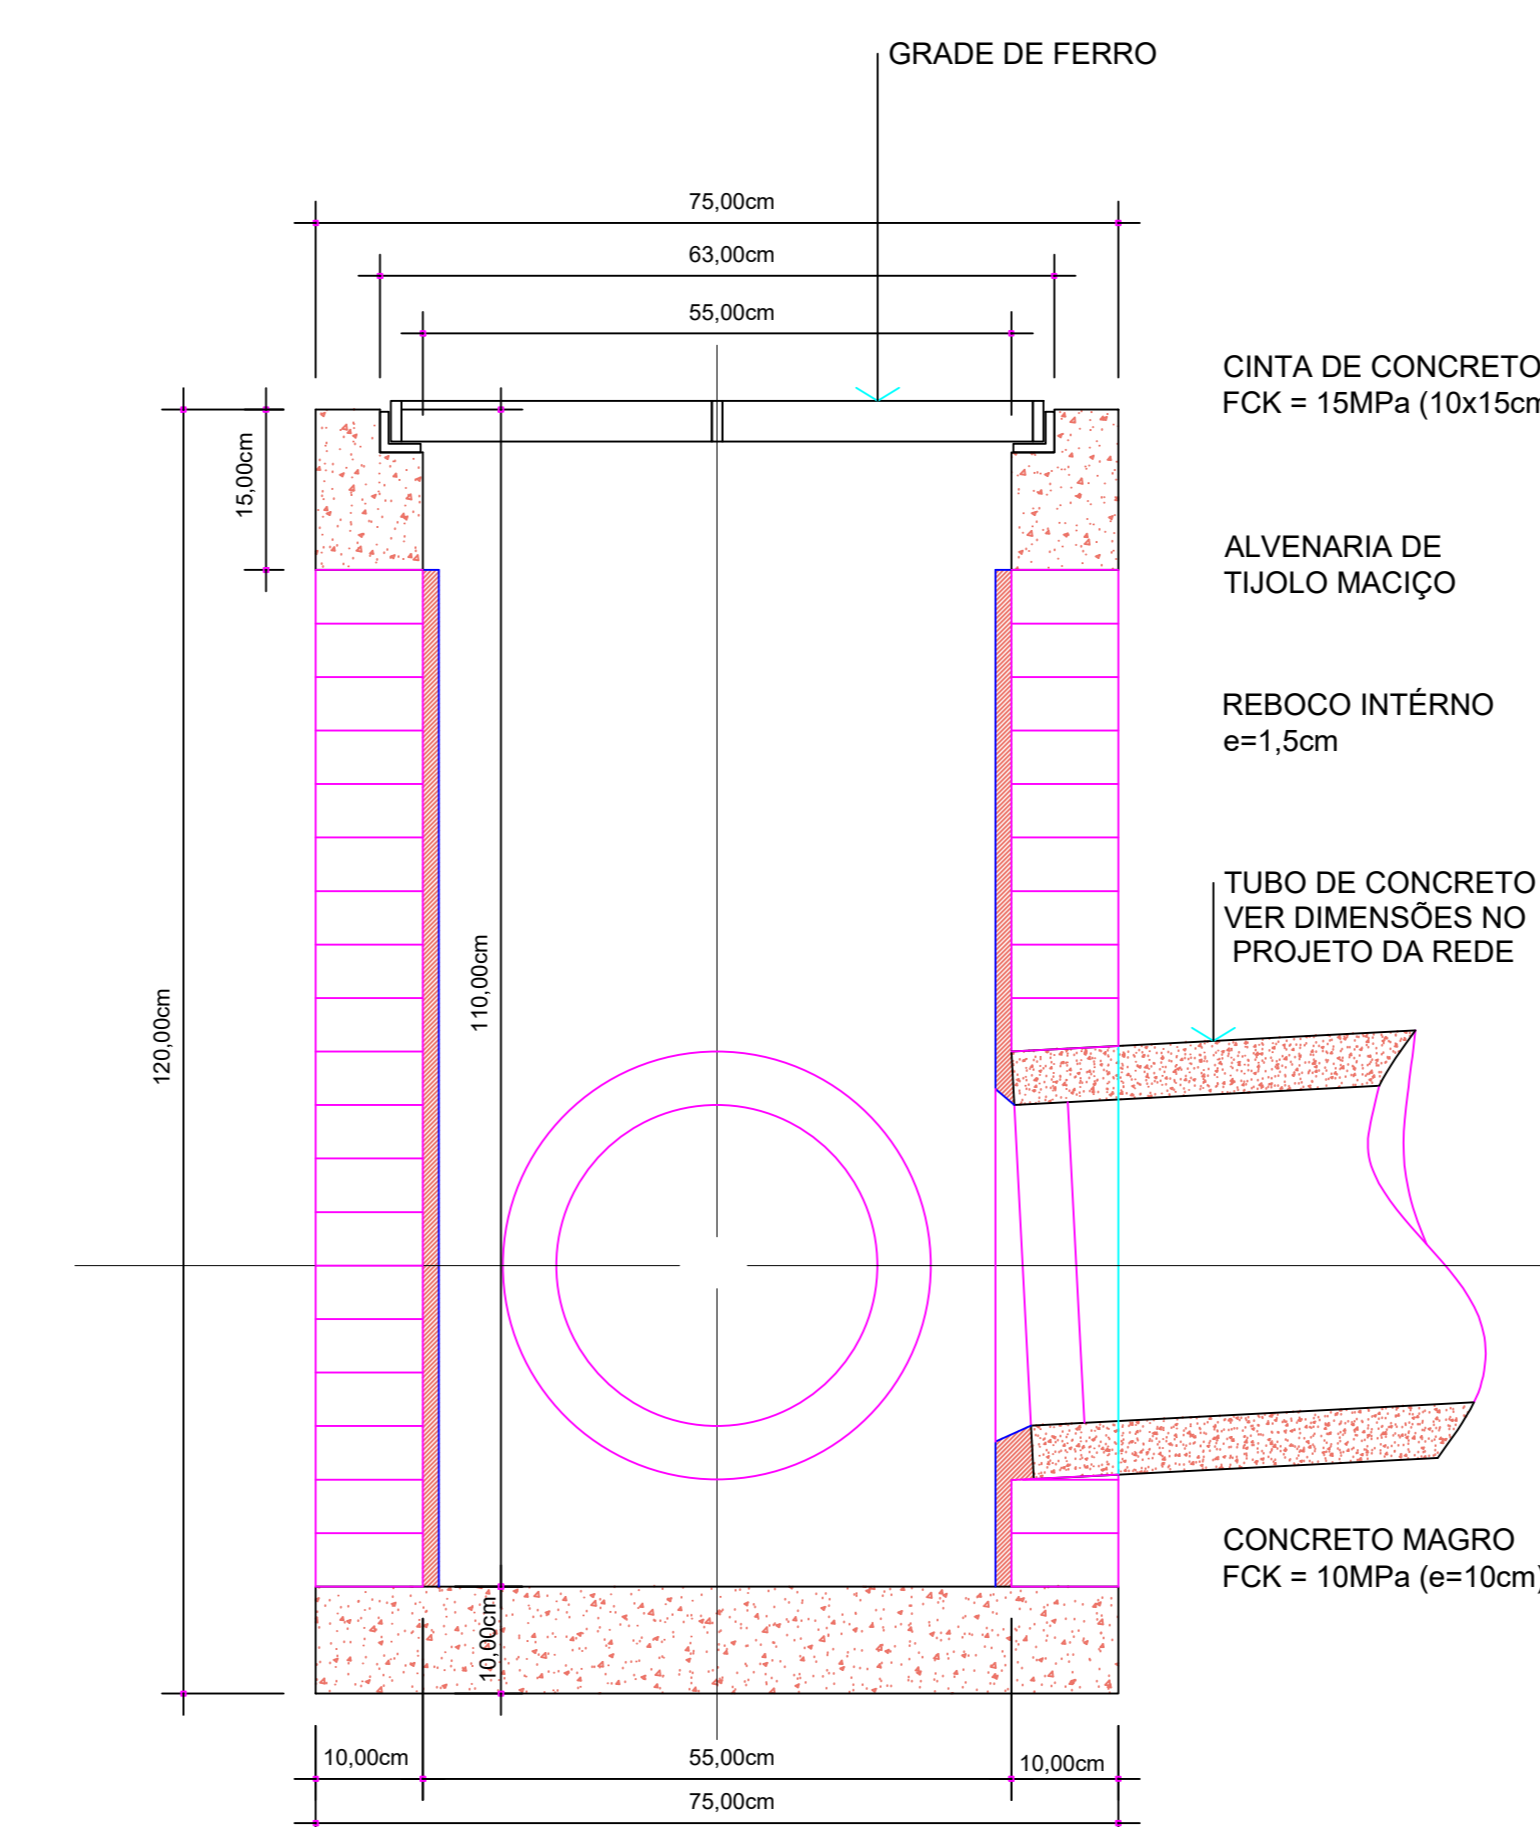 GRADE DE FERRO
75,00cm
63,00cm
55,00cm
CINTA DE CONCRETO
FCK = 15MPa (10x15cm
15,00cm
ALVENARIA DE
TIJOLO MACIÇO
REBOCO INTÉRNO
e=1,5cm
TUBO DE CONCRETO
VER DIMENSÕES NO
PROJETO DA REDE
110,00cm
120,00cm
CONCRETO MAGRO
FCK = 10MPa (e=10cm)
10,00cm
10,00cm
55,00cm
10,00cm
75,00cm